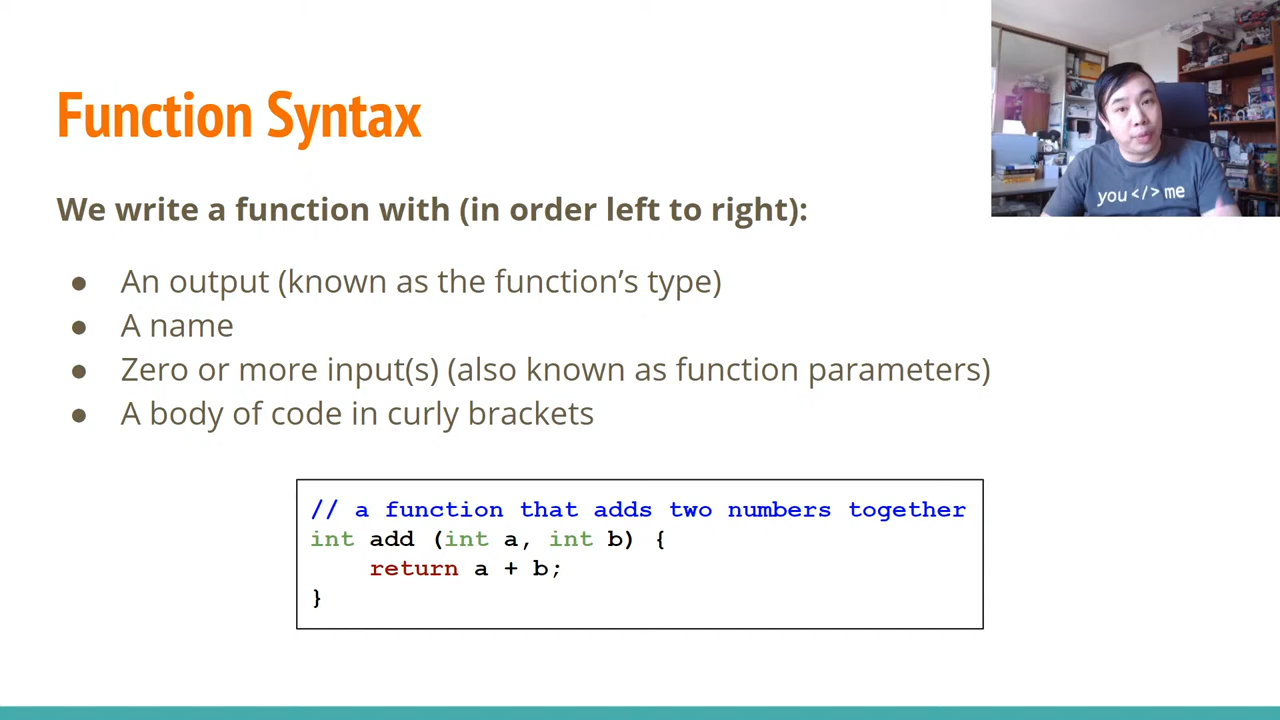 Function Syntax
We write a function with (in order left to right):
● An output (known as the function’s type)
● A name
● Zero or more input(s) (also known as function parameters)
● A body of code in curly brackets
// a function that adds two numbers together
int add (int a, int b) {
    return a + b;
}
you </> me